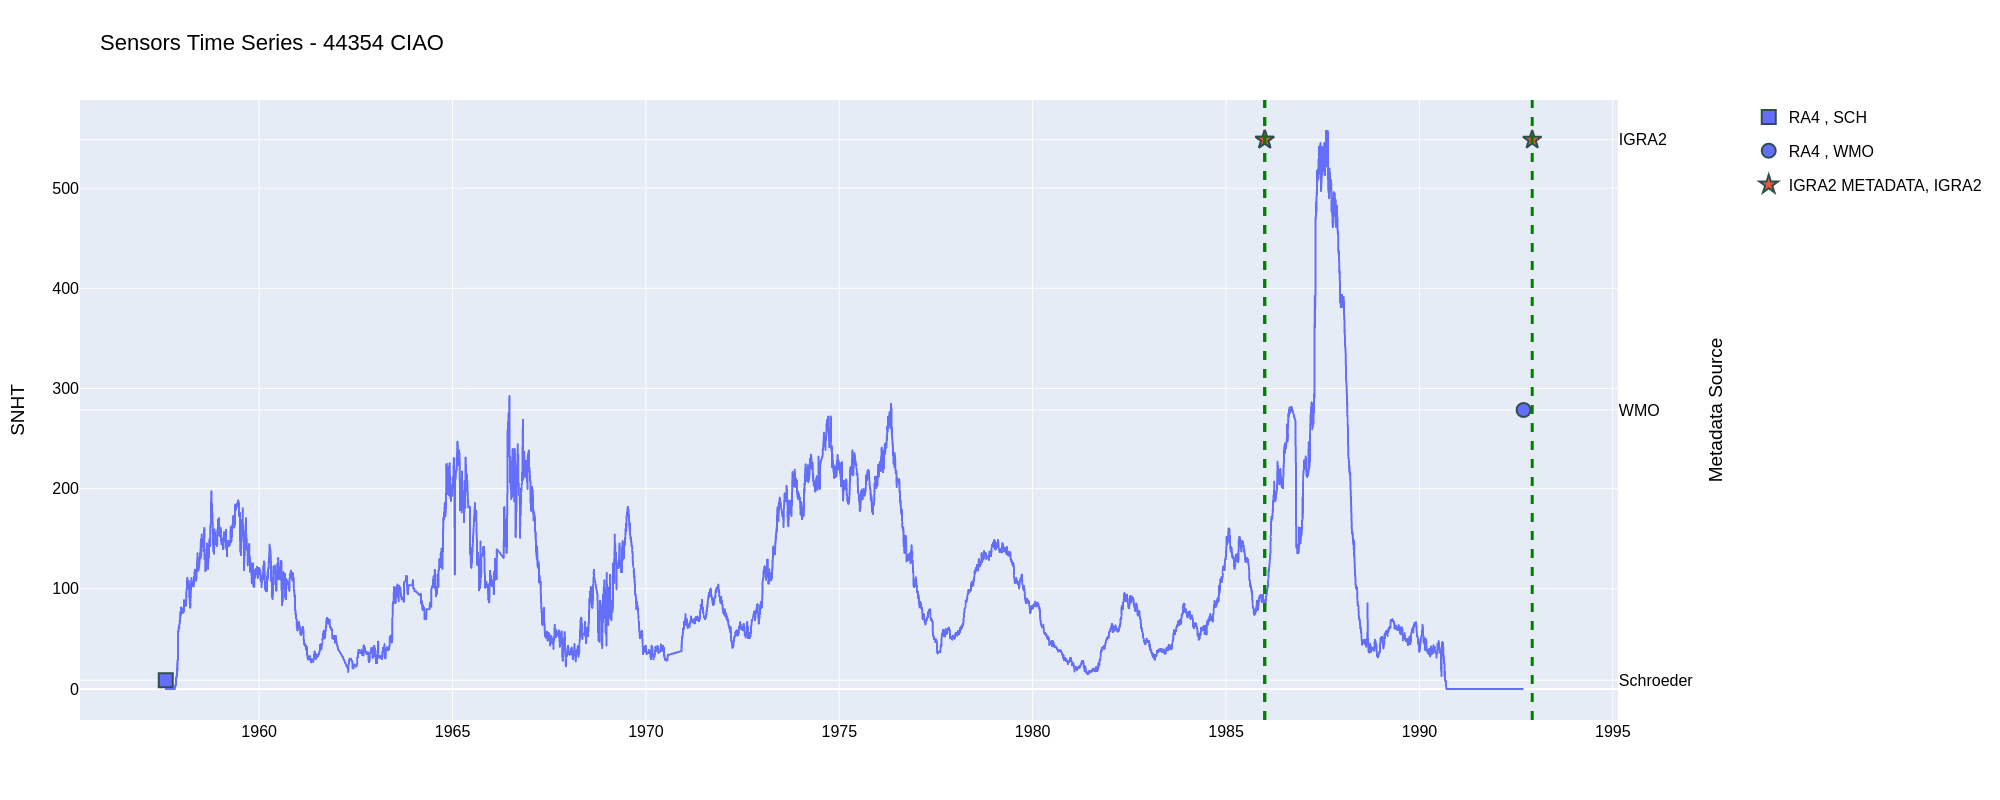 Sensors Time Series - 44354 CIAO
RA4 , SCH
RA4 , WMO
IGRA2 METADATA, IGRA2
SNHT
500
400
300
200
100
0
IGRA2
WMO
Schroeder
Metadata Source
1960 1965 1970 1975 1980 1985 1990 1995